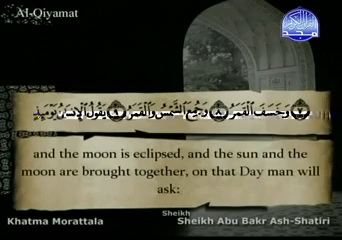 Al-Qiyamat
المجد
وَخَسَفَ الْقَمَرُ ۝ وَجُمِعَ الشَّمْسُ وَالْقَمَرُ ۝ يَقُولُ الْإِنسَانُ يَوْمَئِذٍ
and the moon is eclipsed, and the sun and the
moon are brought together, on that Day man will
ask:
Sheikh
Khatma Morattala
Sheikh Abu Bakr Ash-Shatiri